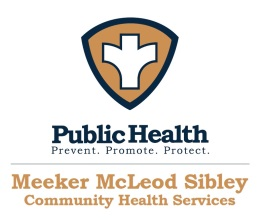 Public Health
Prevent. Promote. Protect.
Meeker McLeod Sibley
Community Health Services